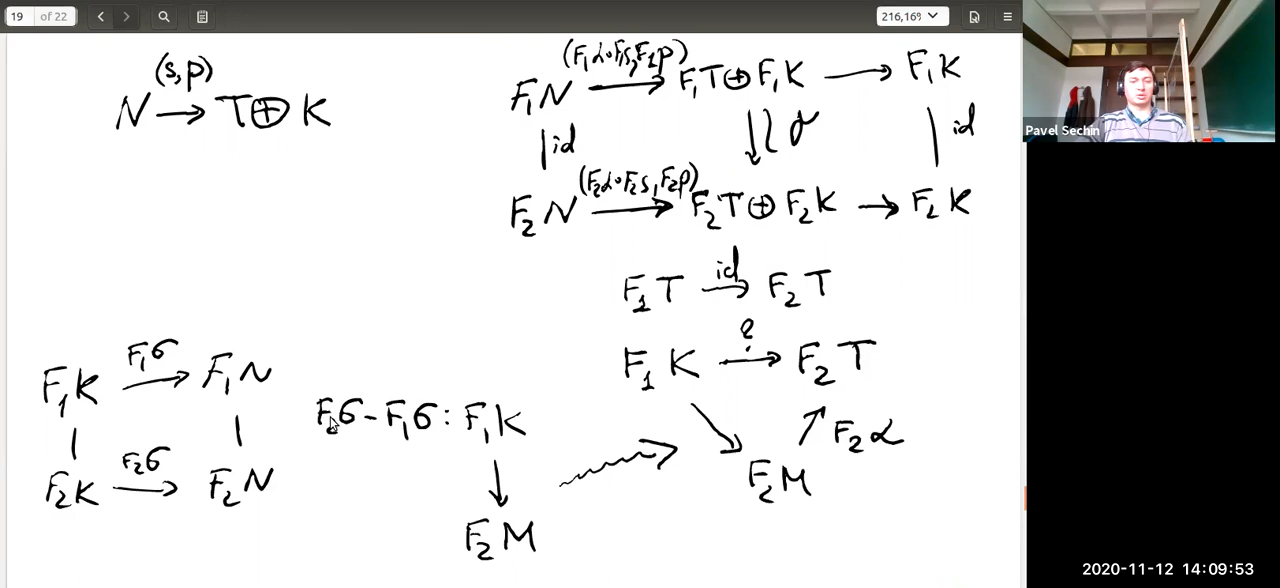 19 of 22
216,16%
Pavel Sechin
(s,p)
N → T⊕K
(F₁α∘F₁s, F₁p)
F₁N → F₁T⊕F₁K → F₁K
id γ id
(F₂α∘F₂s, F₂p)
F₂N → F₂T⊕F₂K → F₂K
id
F₁T → F₂T
?
F₁K → F₂T
F₂α
F₂M
F₁σ
F₁K → F₁N
F₂σ
F₂K → F₂N
F₂σ - F₁σ : F₁K
↓
F₂M
2020-11-12 14:09:53